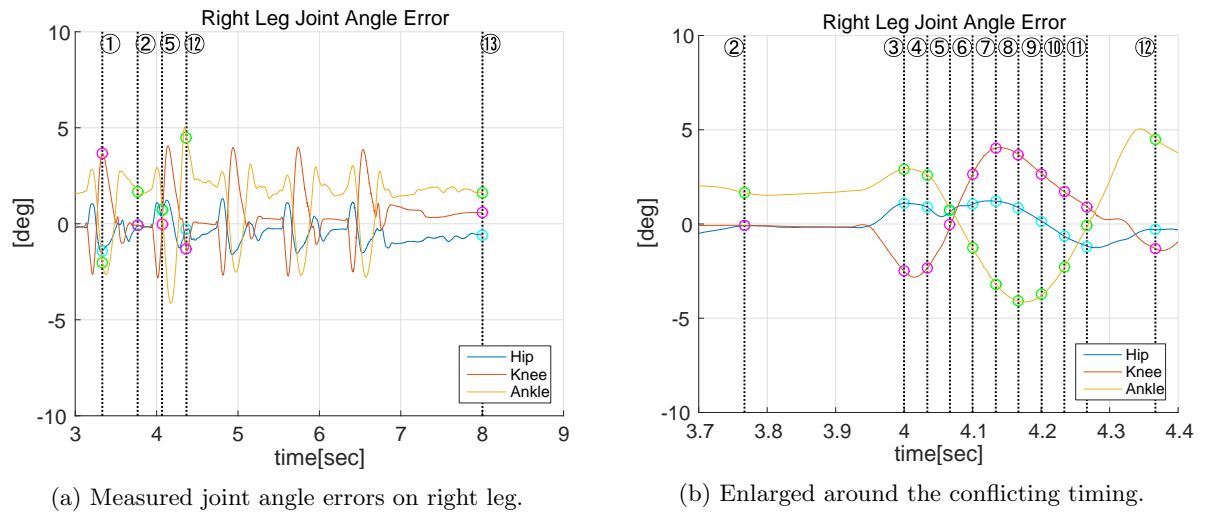 Right Leg Joint Angle Error
10
5
0
-5
-10
[deg]
① ② ⑤ ⑫ ⑬
Hip
Knee
Ankle
3 4 5 6 7 8 9
time[sec]
(a) Measured joint angle errors on right leg.
Right Leg Joint Angle Error
10
5
0
-5
-10
[deg]
② ③ ④ ⑤ ⑥ ⑦ ⑧ ⑨ ⑩ ⑪ ⑫
Hip
Knee
Ankle
3.7 3.8 3.9 4 4.1 4.2 4.3 4.4
time[sec]
(b) Enlarged around the conflicting timing.